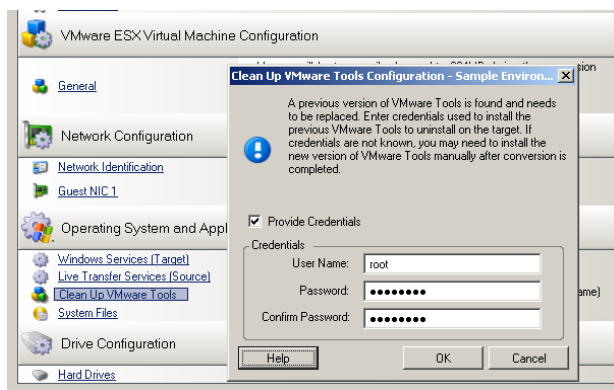 VMware ESX Virtual Machine Configuration
General
Network Configuration
Network Identification
Guest NIC 1
Operating System and Appl
Windows Services (Target)
Live Transfer Services (Source)
Clean Up VMware Tools
ame)
System Files
Drive Configuration
Hard Drives
sion
Clean Up VMware Tools Configuration - Sample Environ...
A previous version of VMware Tools is found and needs
to be replaced. Enter credentials used to install the
previous VMware Tools to uninstall on the target. If
credentials are not known, you may need to install the
new version of VMware Tools manually after conversion is
completed.
Provide Credentials
Credentials
User Name: root
Password: ●●●●●●●●
Confirm Password: ●●●●●●●●
Help OK Cancel